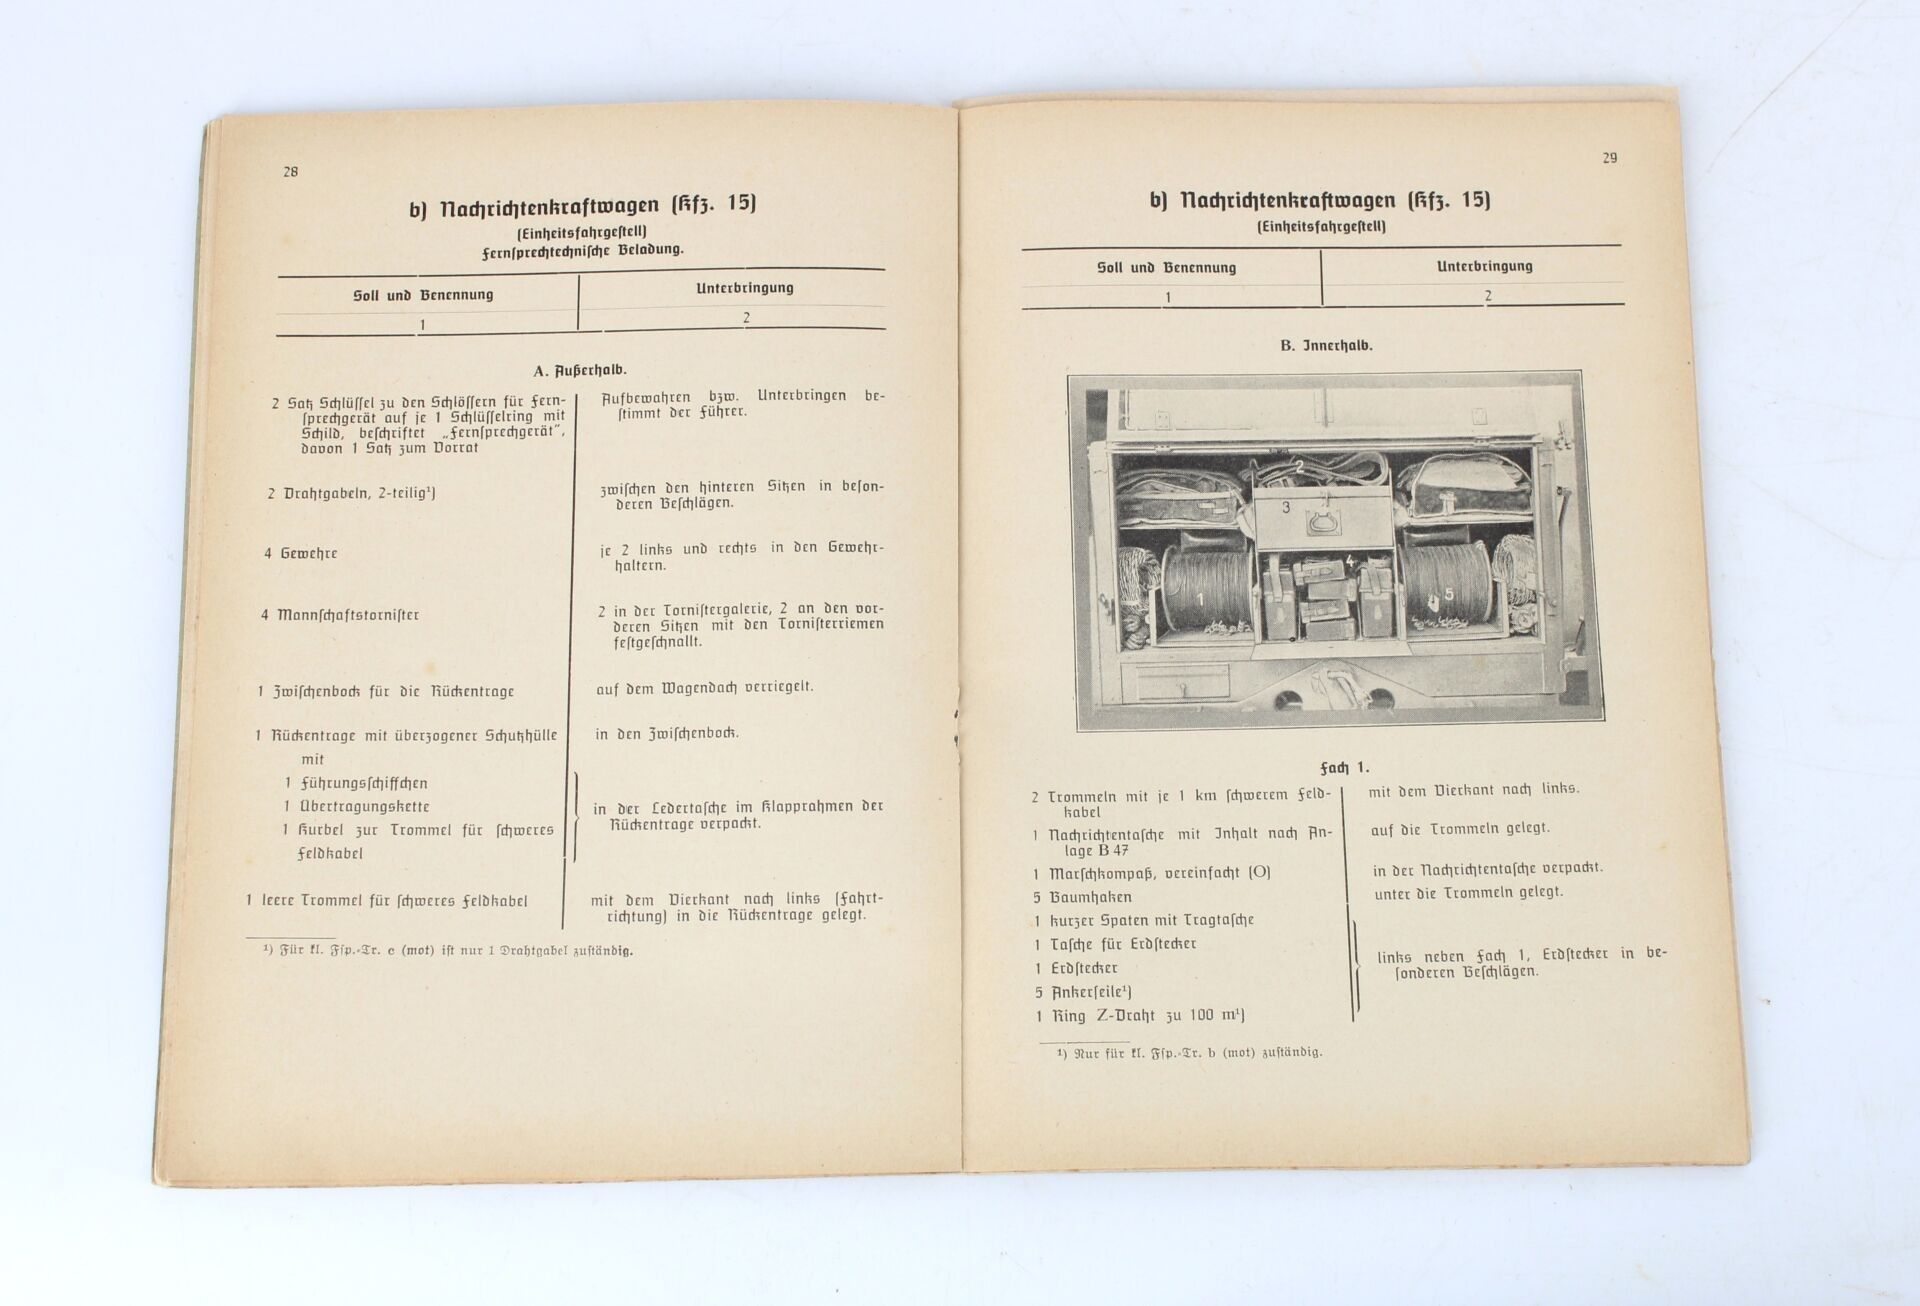 28
b) Nachrichtenkraftwagen (Kfz. 15)
(Einheitsfahrgestell)
Fernsprechtechnische Beladung.
Soll und Benennung
Unterbringung
1
2
A. Außerhalb.
2 Satz Schlüssel zu den Schlössern für Fern-
sprechgerät auf je 1 Schlüsselring mit
Schild, beschriftet „Fernsprechgerät",
davon 1 Satz zum Vorrat
Aufbewahren bzw. Unterbringen be-
stimmt der Führer.
2 Drahtgabeln, 2-teilig¹)
zwischen den hinteren Sitzen in beson-
deren Beschlägen.
4 Gewehre
je 2 links und rechts in den Gewehr-
haltern.
4 Mannschaftstornister
2 in der Tornistergalerie, 2 an den vor-
deren Sitzen mit den Tornisterriemen
festgeschnallt.
1 Zwischenbock für die Rückentrage
auf dem Wagendach verriegelt.
1 Rückentrage mit überzogener Schutzhülle
mit
in den Zwischenbock.
1 Führungsschiffchen
1 Übertragungskette
1 Kurbel zur Trommel für schweres
Feldkabel
in der Ledertasche im Klapprahmen der
Rückentrage verpackt.
1 leere Trommel für schweres Feldkabel
mit dem Vierkant nach links (Fahrt-
richtung) in die Rückentrage gelegt.
¹) Für kl. Fsp.-Tr. c (mot) ist nur 1 Drahtgabel zuständig.
29
b) Nachrichtenkraftwagen (Kfz. 15)
(Einheitsfahrgestell)
Soll und Benennung
Unterbringung
1
2
B. Innerhalb.
2
3
4
1
5
Fach 1.
2 Trommeln mit je 1 km schwerem Feld-
kabel
mit dem Vierkant nach links.
1 Nachrichtentasche mit Inhalt nach An-
lage B 47
auf die Trommeln gelegt.
1 Marschkompaß, vereinfacht (O)
in der Nachrichtentasche verpackt.
5 Baumhaken
unter die Trommeln gelegt.
1 kurzer Spaten mit Tragtasche
1 Tasche für Erdstecker
1 Erdstecker
5 Ankerseile¹)
1 Ring Z-Draht zu 100 m¹)
links neben Fach 1, Erdstecker in be-
sonderen Beschlägen.
¹) Nur für kl. Fsp.-Tr. b (mot) zuständig.